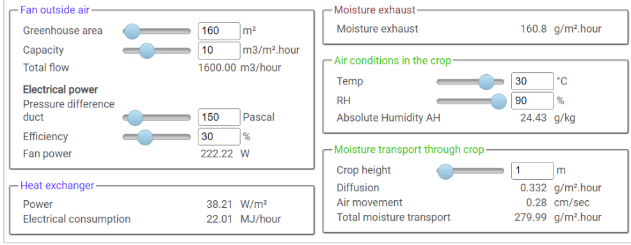 Fan outside air
Greenhouse area 160 m²
Capacity 10 m3/m².hour
Total flow 1600.00 m3/hour
Electrical power
Pressure difference
duct 150 Pascal
Efficiency 30 %
Fan power 222.22 W
Heat exchanger
Power 38.21 W/m²
Electrical consumption 22.01 MJ/hour
Moisture exhaust
Moisture exhaust 160.8 g/m².hour
Air conditions in the crop
Temp 30 °C
RH 90 %
Absolute Humidity AH 24.43 g/kg
Moisture transport through crop
Crop height 1 m
Diffusion 0.332 g/m².hour
Air movement 0.28 cm/sec
Total moisture transport 279.99 g/m².hour